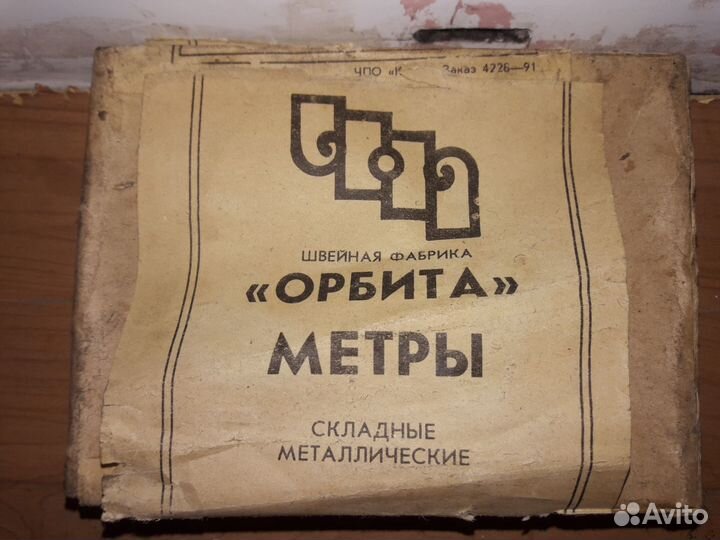 ЧПО «К Заказ 4226—91
ШВЕЙНАЯ ФАБРИКА
«ОРБИТА»
МЕТРЫ
СКЛАДНЫЕ
МЕТАЛЛИЧЕСКИЕ
Avito